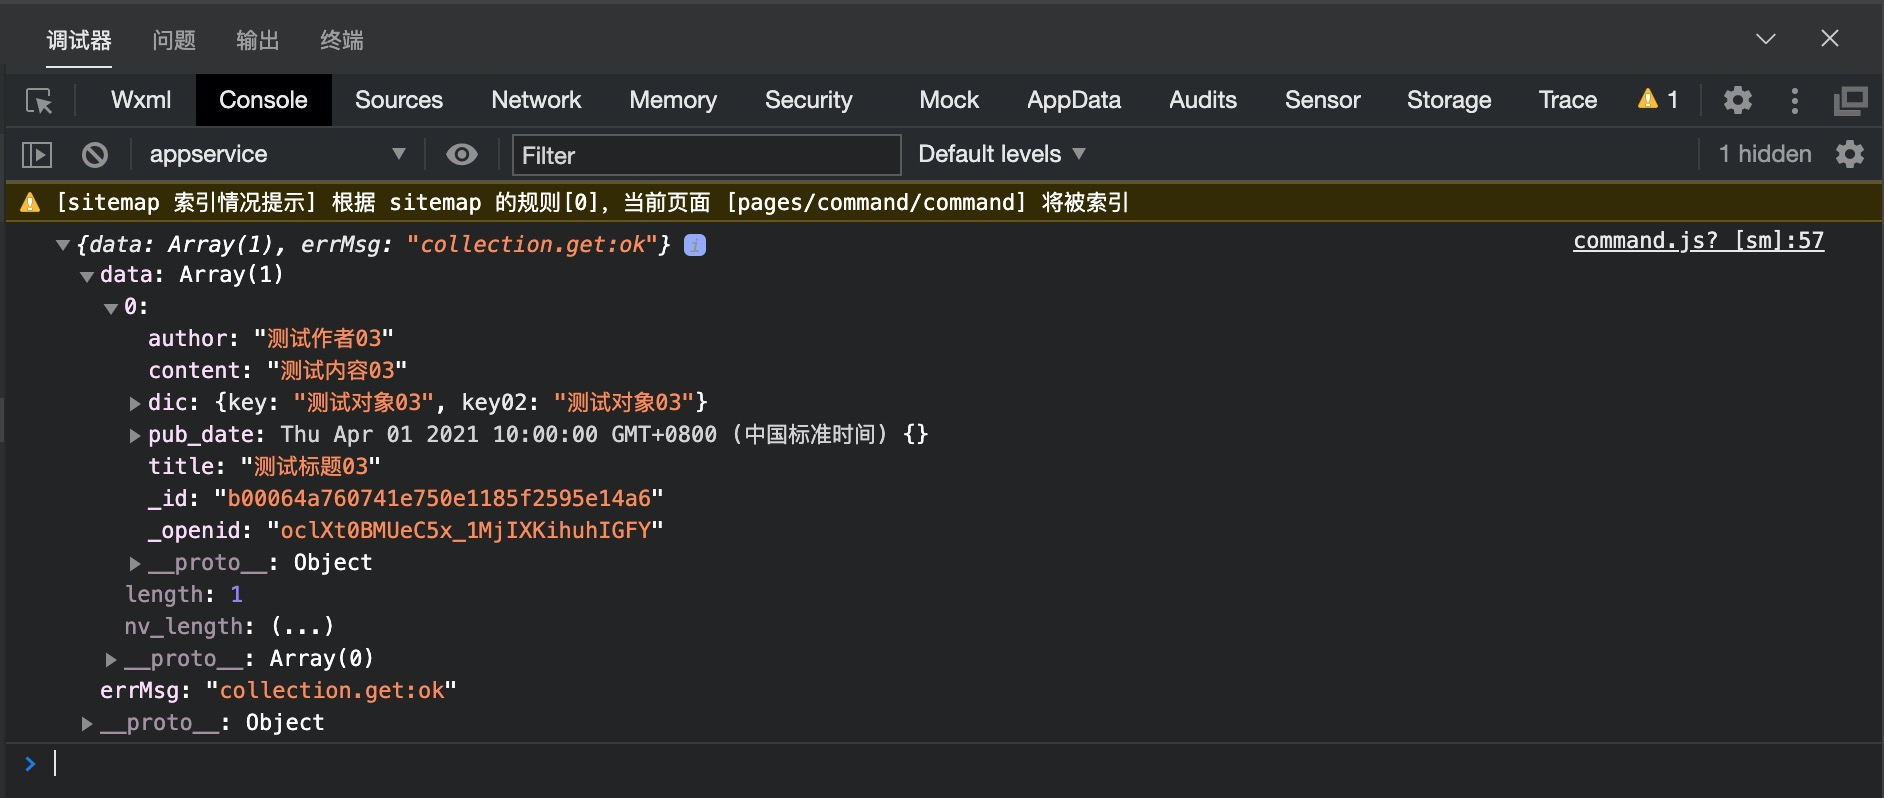 调试器 问题 输出 终端
Wxml Console Sources Network Memory Security Mock AppData Audits Sensor Storage Trace 1
appservice Filter Default levels 1 hidden
[sitemap 索引情况提示] 根据 sitemap 的规则[0]，当前页面 [pages/command/command] 将被索引
{data: Array(1), errMsg: "collection.get:ok"} command.js? [sm]:57
data: Array(1)
0:
author: "测试作者03"
content: "测试内容03"
dic: {key: "测试对象03", key02: "测试对象03"}
pub_date: Thu Apr 01 2021 10:00:00 GMT+0800 (中国标准时间) {}
title: "测试标题03"
_id: "b00064a760741e750e1185f2595e14a6"
_openid: "oclXt0BMUeC5x_1MjIXKihuhIGFY"
__proto__: Object
length: 1
nv_length: (...)
__proto__: Array(0)
errMsg: "collection.get:ok"
__proto__: Object